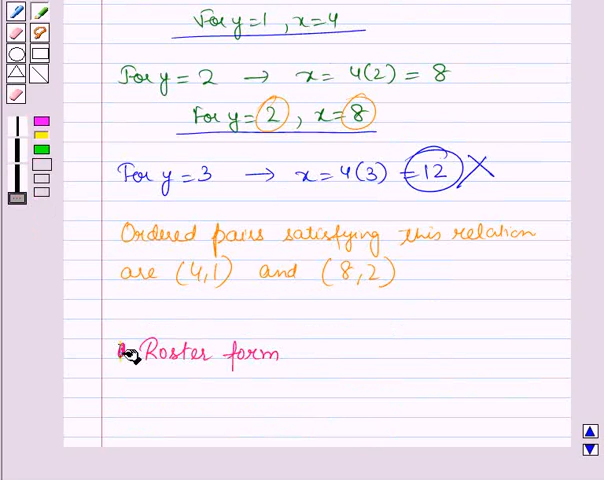 For y=1, x=4
For y = 2 → x = 4(2) = 8
For y = 2, x = 8
For y = 3 → x = 4(3) = 12 ×
Ordered pairs satisfying this relation
are (4,1) and (8,2)
Roster form